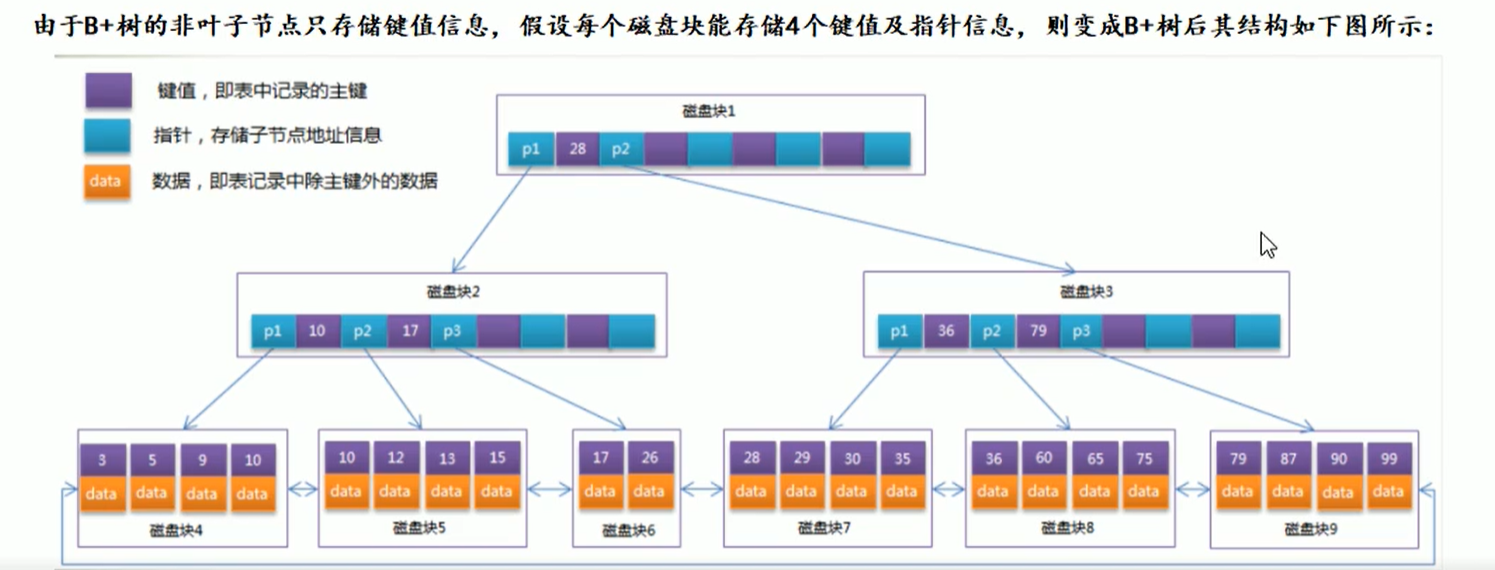 由于B+树的非叶子节点只存储键值信息，假设每个磁盘块能存储4个键值及指针信息，则变成B+树后其结构如下图所示：
键值，即表中记录的主键
指针，存储子节点地址信息
data 数据，即表记录中除主键外的数据
磁盘块1
p1 28 p2
磁盘块2
p1 10 p2 17 p3
磁盘块3
p1 36 p2 79 p3
3 5 9 10
data data data data
磁盘块4
10 12 13 15
data data data data
磁盘块5
17 26
data data
磁盘块6
28 29 30 35
data data data data
磁盘块7
36 60 65 75
data data data data
磁盘块8
79 87 90 99
data data data data
磁盘块9